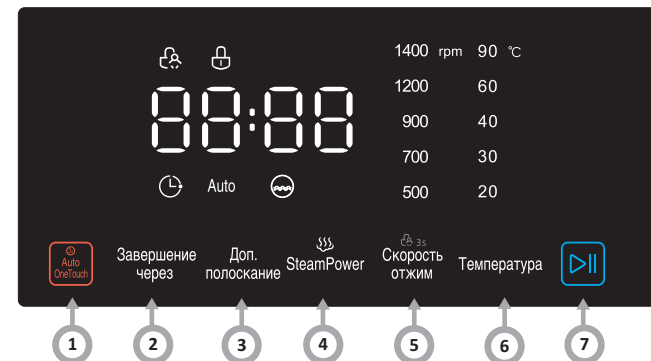 1400 rpm 90 ℃
1200 60
88:88
900 40
700 30
Auto
500 20
3s
Auto
OneTouch
Завершение
через
Доп.
полоскание
SteamPower
Скорость
отжим
Температура
1 2 3 4 5 6 7